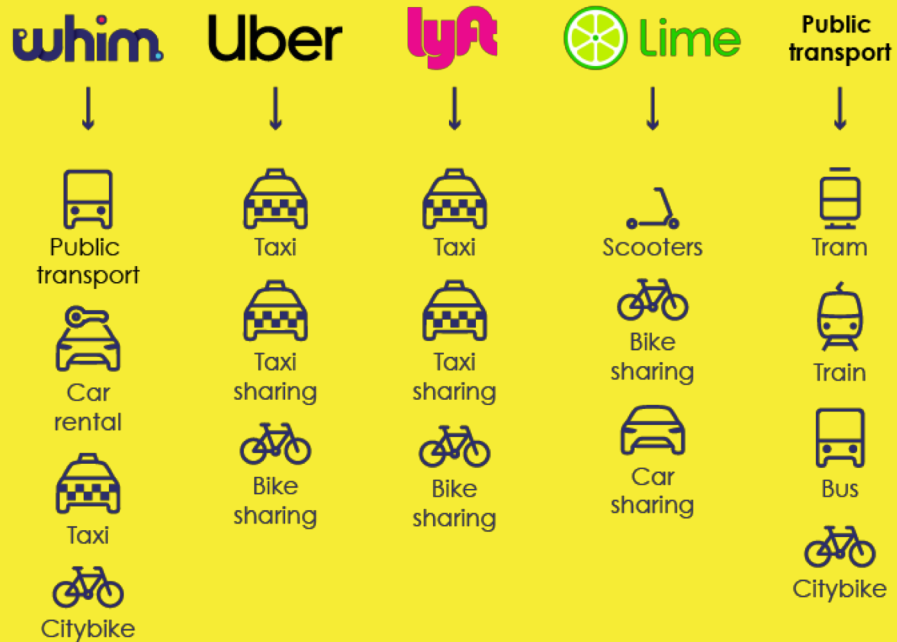 whim.
Uber
lyft
Lime
Public
transport
Public
transport
Car
rental
Taxi
Citybike
Taxi
Taxi
sharing
Bike
sharing
Taxi
Taxi
sharing
Bike
sharing
Scooters
Bike
sharing
Car
sharing
Tram
Train
Bus
Citybike